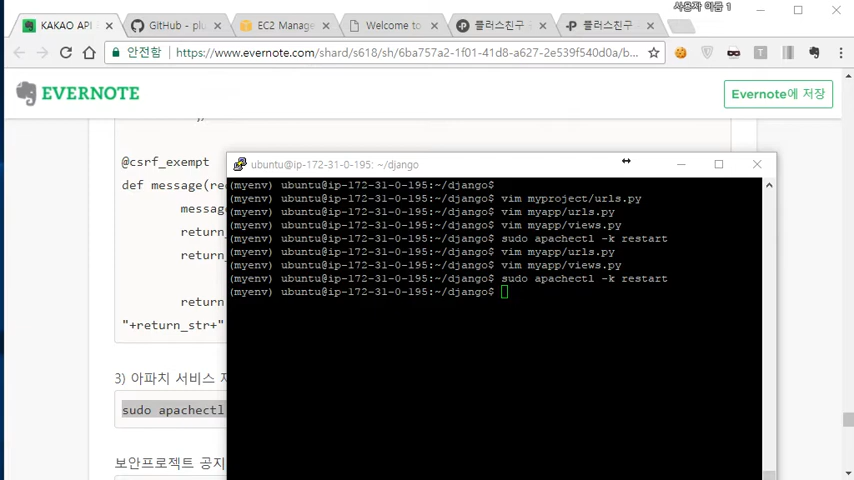 사용자 이름 1
KAKAO API
GitHub - plu
EC2 Manage
Welcome to
플러스친구
플러스친구
안전함
https://www.evernote.com/shard/s618/sh/6ba757a2-1f01-41d8-a627-2e539f540d0a/b...
EVERNOTE
Evernote에 저장
@csrf_exempt
def message(re
messag
return_
return_
return
"+return_str+"
3) 아파치 서비스 재
sudo apachectl
보안프로젝트 공지
ubuntu@ip-172-31-0-195: ~/django
(myenv) ubuntu@ip-172-31-0-195:~/django$
(myenv) ubuntu@ip-172-31-0-195:~/django$ vim myproject/urls.py
(myenv) ubuntu@ip-172-31-0-195:~/django$ vim myapp/urls.py
(myenv) ubuntu@ip-172-31-0-195:~/django$ vim myapp/views.py
(myenv) ubuntu@ip-172-31-0-195:~/django$ sudo apachectl -k restart
(myenv) ubuntu@ip-172-31-0-195:~/django$ vim myapp/urls.py
(myenv) ubuntu@ip-172-31-0-195:~/django$ vim myapp/views.py
(myenv) ubuntu@ip-172-31-0-195:~/django$ sudo apachectl -k restart
(myenv) ubuntu@ip-172-31-0-195:~/django$